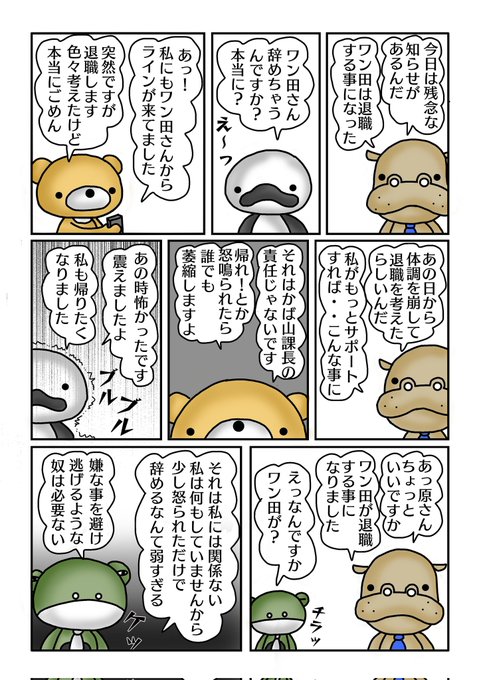 今日は残念な
知らせが
あるんだ
ワン田は退職
する事になった
ワン田さん
辞めちゃう
んですか？
本当に？
え〜っ
あっ！
私にもワン田さんから
ラインが来てました
突然ですが
退職します
色々考えたけど
本当にごめん
あの日から
体調を崩して
退職を考えた
らしいんだ
私がもっとサポート
すれば・・こんな事に
それはかば山課長の
責任じゃないです
帰れ！とか
怒鳴られたら
誰でも
萎縮しますよ
あの時怖かったです
震えましたよ
私も帰りたく
なりました
ブル
ブル
あっ原さん
ちょっと
いいですか
ワン田が退職
する事に
なりました
えっなんですか
ワン田が？
チラッ
それは私には関係ない
私は何もしていませんから
少し怒られただけで
辞めるなんて弱すぎる
嫌な事を避け
逃げるような
奴は必要ない
ケッ